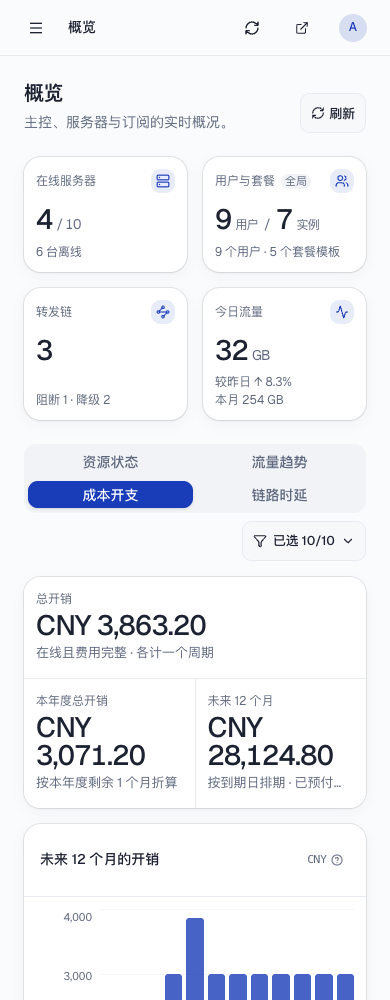 概览
A
概览
主控、服务器与订阅的实时概况。
刷新
在线服务器
4 / 10
6 台离线
用户与套餐 全局
9 用户 / 7 实例
9 个用户 · 5 个套餐模板
转发链
3
阻断 1 · 降级 2
今日流量
32 GB
较昨日 ↑ 8.3%
本月 254 GB
资源状态
流量趋势
成本开支
链路时延
已选 10/10
总开销
CNY 3,863.20
在线且费用完整 · 各计一个周期
本年度总开销
CNY
3,071.20
按本年度剩余 1 个月折算
未来 12 个月
CNY
28,124.80
按到期日排期 · 已预付...
未来 12 个月的开销
CNY
4,000
3,000